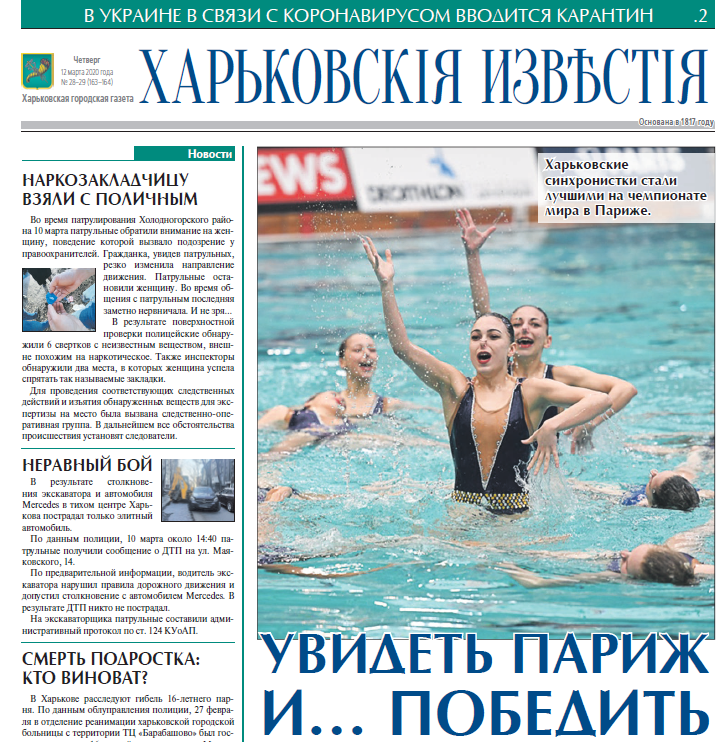 В УКРАИНЕ В СВЯЗИ С КОРОНАВИРУСОМ ВВОДИТСЯ КАРАНТИН .2
Четверг
12 марта 2020 года
№ 28–29 (163–164)
Харьковская городская газета
ХАРЬКОВСКІЯ ИЗВѢСТІЯ
Основана в 1817 году
Новости
НАРКОЗАКЛАДЧИЦУ
ВЗЯЛИ С ПОЛИЧНЫМ
Во время патрулирования Холодногорского райо-
на 10 марта патрульные обратили внимание на жен-
щину, поведение которой вызвало подозрение у
правоохранителей. Гражданка, увидев патрульных,
резко изменила направление
движения. Патрульные оста-
новили женщину. Во время об-
щения с патрульным последняя
заметно нервничала. И не зря...
В результате поверхностной
проверки полицейские обнару-
жили 6 свертков с неизвестным веществом, внеш-
не похожим на наркотическое. Также инспекторы
обнаружили два места, в которых женщина успела
спрятать так называемые закладки.
Для проведения соответствующих следственных
действий и изъятия обнаруженных веществ для экс-
пертизы на место была вызвана следственно-опе-
ративная группа. В дальнейшем все обстоятельства
происшествия установят следователи.
НЕРАВНЫЙ БОЙ
В результате столкнове-
ния экскаватора и автомобиля
Mercedes в тихом центре Харь-
кова пострадал только элитный
автомобиль.
По данным полиции, 10 марта около 14:40 па-
трульные получили сообщение о ДТП на ул. Мая-
ковского, 14.
По предварительной информации, водитель экс-
каватора нарушил правила дорожного движения и
допустил столкновение с автомобилем Mercedes. В
результате ДТП никто не пострадал.
На экскаваторщика патрульные составили адми-
нистративный протокол по ст. 124 КУоАП.
СМЕРТЬ ПОДРОСТКА:
КТО ВИНОВАТ?
В Харькове расследуют гибель 16-летнего пар-
ня. По данным облуправления полиции, 27 февра-
ля в отделение реанимации харьковской городской
больницы с территории ТЦ «Барабашово» был гос-
EWS
DECATHLON
Харьковские
синхронистки стали
лучшими на чемпионате
мира в Париже.
УВИДЕТЬ ПАРИЖ
И... ПОБЕДИТЬ